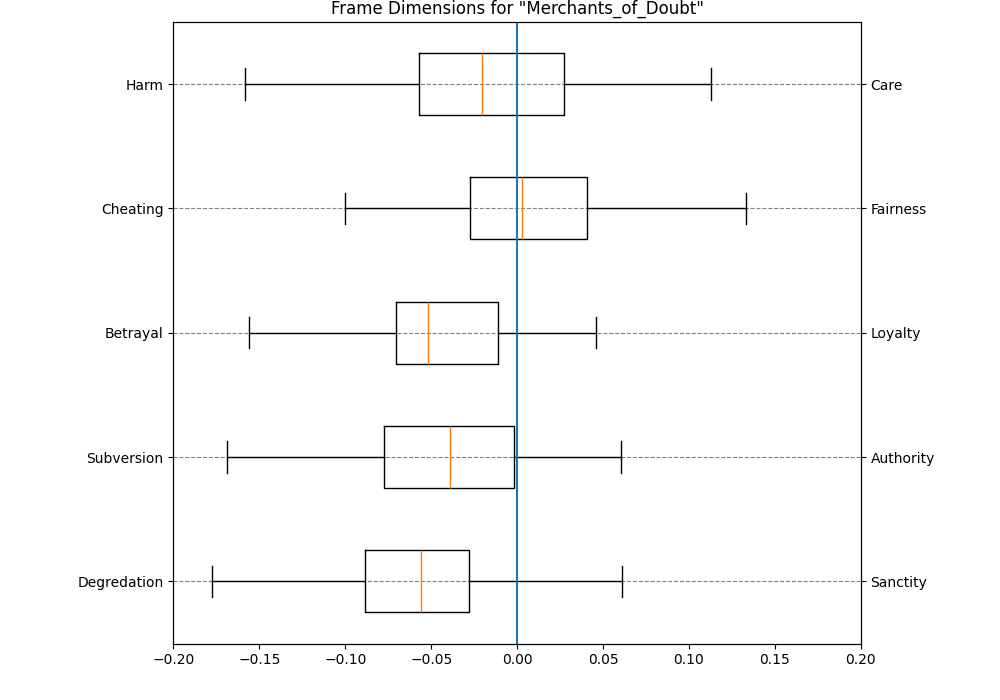 Frame Dimensions for "Merchants_of_Doubt"
Harm
Care
Cheating
Fairness
Betrayal
Loyalty
Subversion
Authority
Degredation
Sanctity
−0.20 −0.15 −0.10 −0.05 0.00 0.05 0.10 0.15 0.20